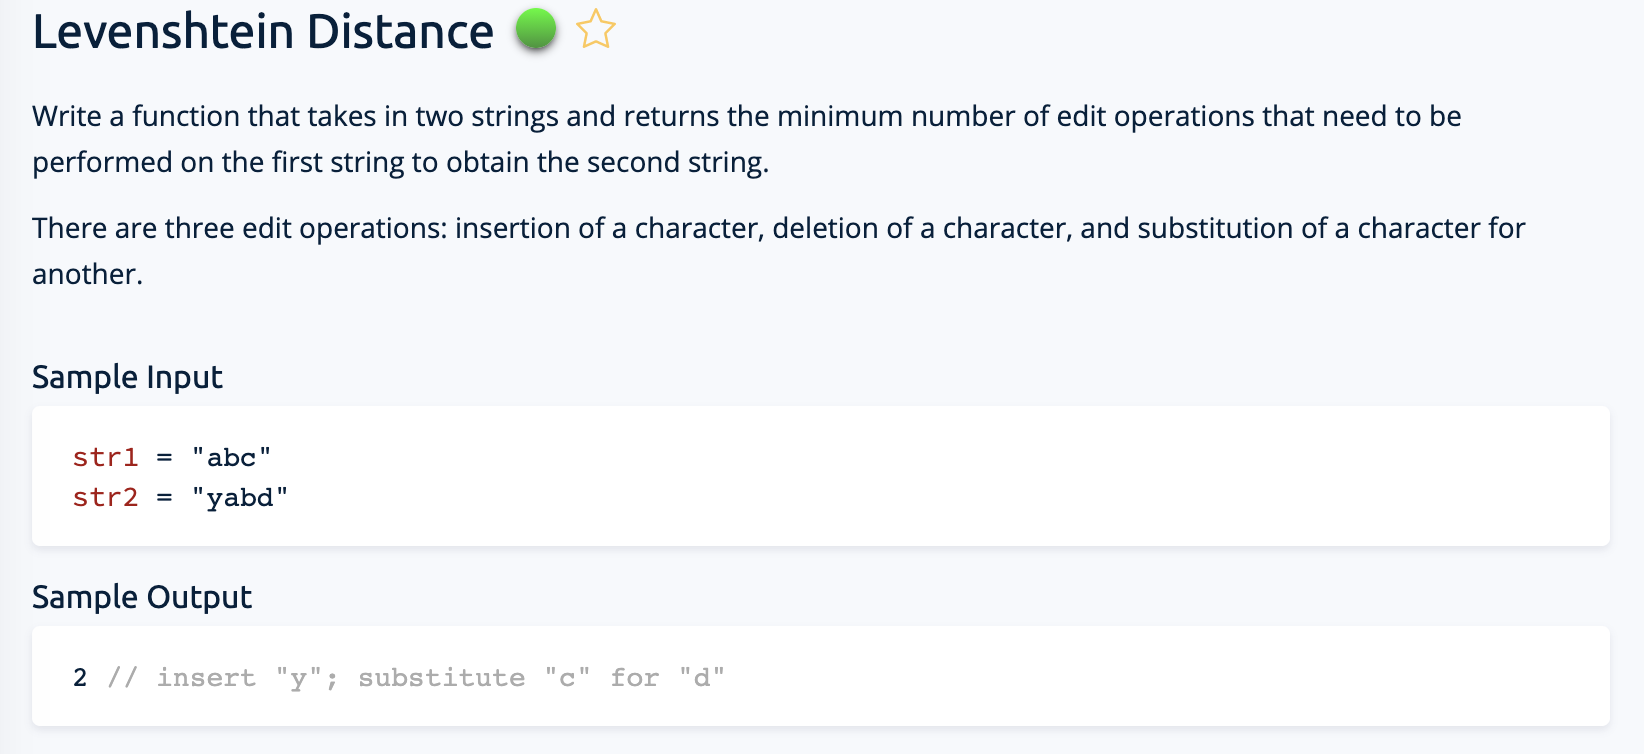 Levenshtein Distance
Write a function that takes in two strings and returns the minimum number of edit operations that need to be
performed on the first string to obtain the second string.
There are three edit operations: insertion of a character, deletion of a character, and substitution of a character for
another.
Sample Input
str1 = "abc"
str2 = "yabd"
Sample Output
2 // insert "y"; substitute "c" for "d"